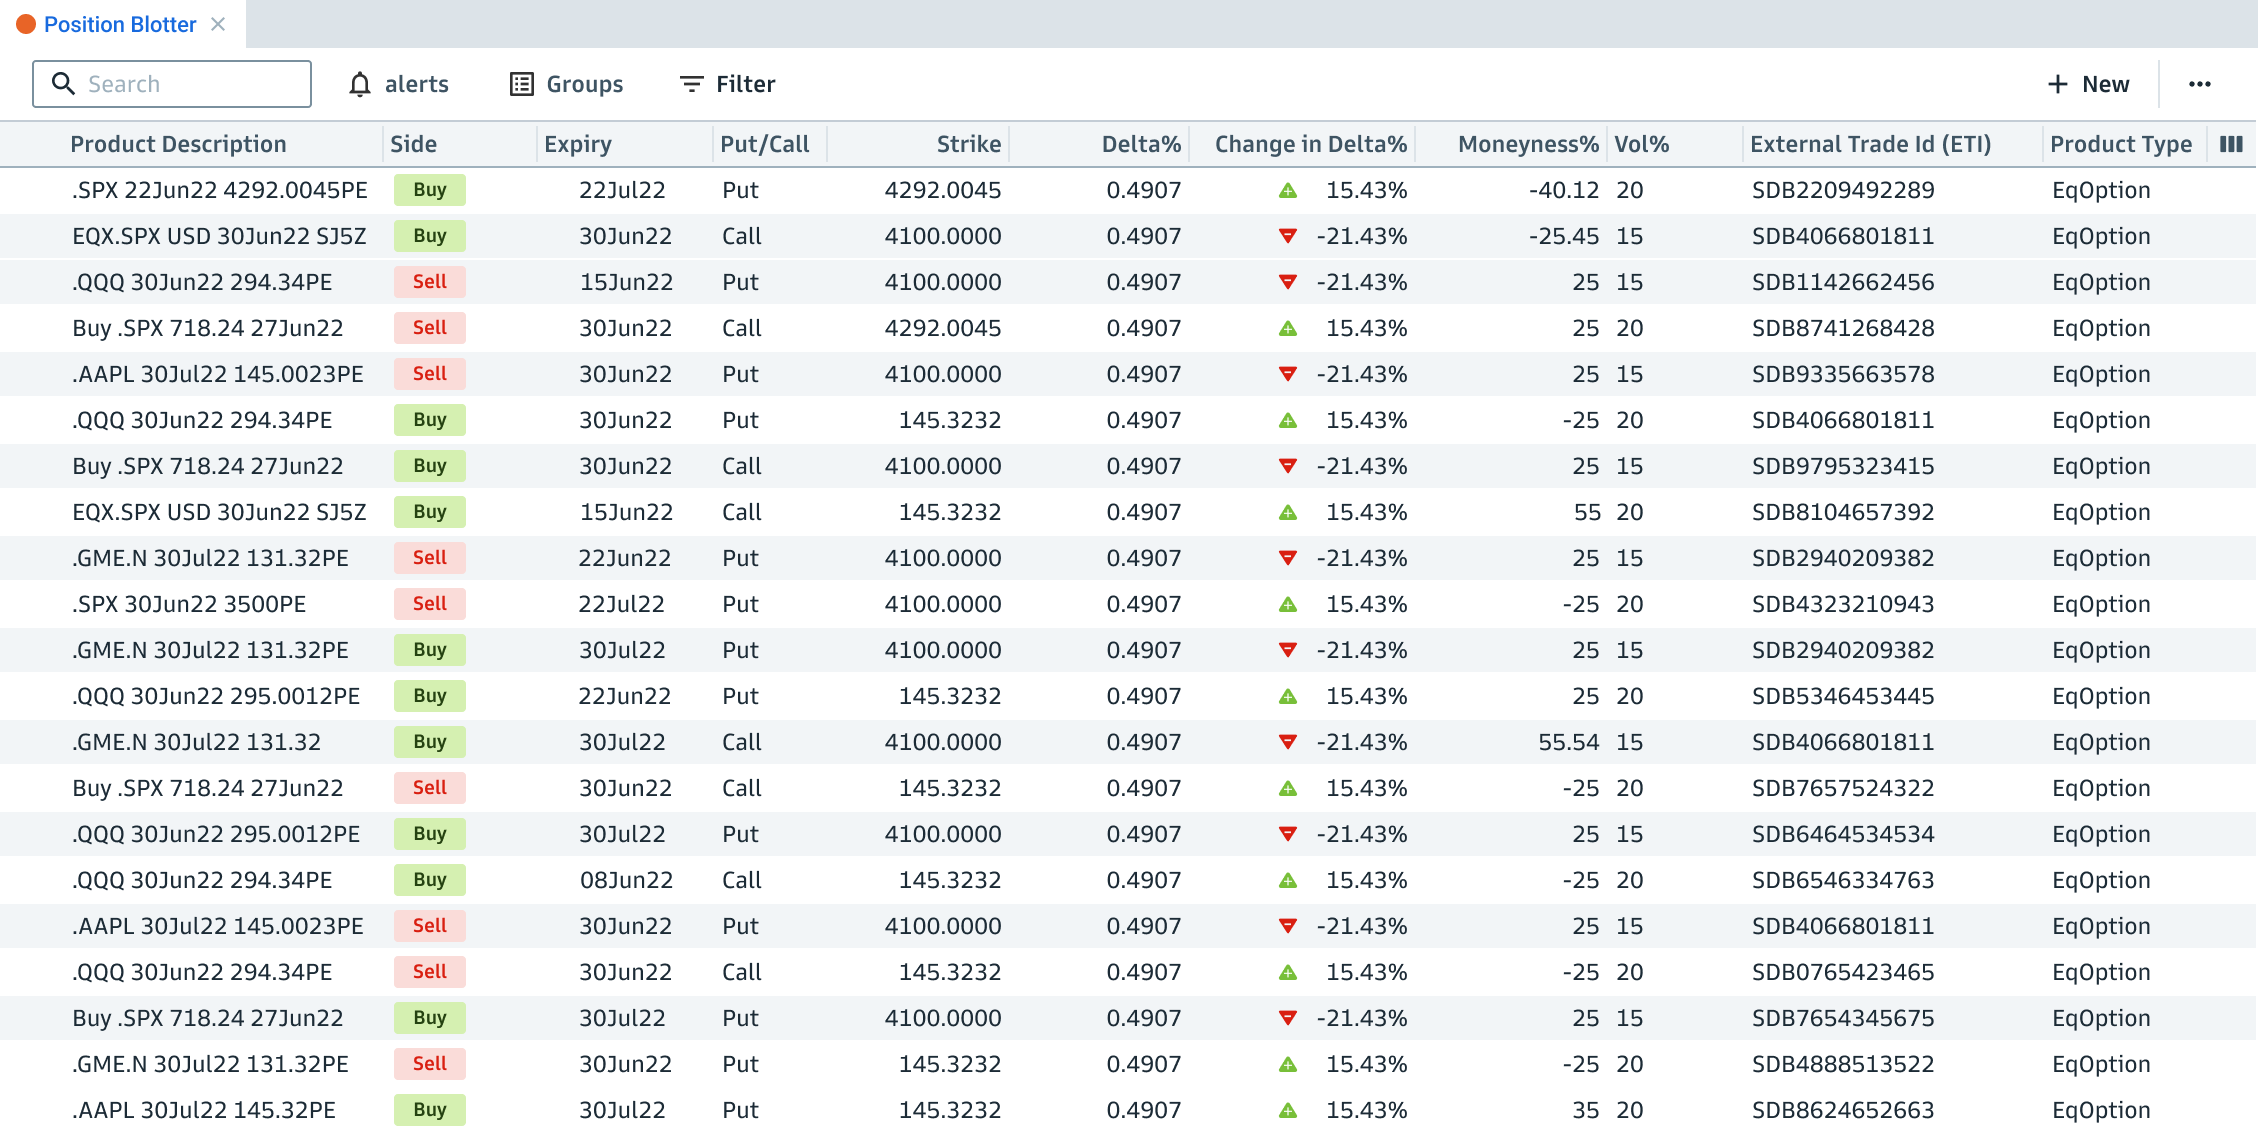 Position Blotter
Search alerts Groups Filter New
Product Description Side Expiry Put/Call Strike Delta% Change in Delta% Moneyness% Vol% External Trade Id (ETI) Product Type
.SPX 22Jun22 4292.0045PE Buy 22Jul22 Put 4292.0045 0.4907 15.43% -40.12 20 SDB2209492289 EqOption
EQX.SPX USD 30Jun22 SJ5Z Buy 30Jun22 Call 4100.0000 0.4907 -21.43% -25.45 15 SDB4066801811 EqOption
.QQQ 30Jun22 294.34PE Sell 15Jun22 Put 4100.0000 0.4907 -21.43% 25 15 SDB1142662456 EqOption
Buy .SPX 718.24 27Jun22 Sell 30Jun22 Call 4292.0045 0.4907 15.43% 25 20 SDB8741268428 EqOption
.AAPL 30Jul22 145.0023PE Sell 30Jun22 Put 4100.0000 0.4907 -21.43% 25 15 SDB9335663578 EqOption
.QQQ 30Jun22 294.34PE Buy 30Jun22 Put 145.3232 0.4907 15.43% -25 20 SDB4066801811 EqOption
Buy .SPX 718.24 27Jun22 Buy 30Jun22 Call 4100.0000 0.4907 -21.43% 25 15 SDB9795323415 EqOption
EQX.SPX USD 30Jun22 SJ5Z Buy 15Jun22 Call 145.3232 0.4907 15.43% 55 20 SDB8104657392 EqOption
.GME.N 30Jul22 131.32PE Sell 22Jun22 Put 4100.0000 0.4907 -21.43% 25 15 SDB2940209382 EqOption
.SPX 30Jun22 3500PE Sell 22Jul22 Put 4100.0000 0.4907 15.43% -25 20 SDB4323210943 EqOption
.GME.N 30Jul22 131.32PE Buy 30Jul22 Put 4100.0000 0.4907 -21.43% 25 15 SDB2940209382 EqOption
.QQQ 30Jun22 295.0012PE Buy 22Jun22 Put 145.3232 0.4907 15.43% 25 20 SDB5346453445 EqOption
.GME.N 30Jul22 131.32 Buy 30Jul22 Call 4100.0000 0.4907 -21.43% 55.54 15 SDB4066801811 EqOption
Buy .SPX 718.24 27Jun22 Sell 30Jun22 Call 145.3232 0.4907 15.43% -25 20 SDB7657524322 EqOption
.QQQ 30Jun22 295.0012PE Buy 30Jul22 Put 4100.0000 0.4907 -21.43% 25 15 SDB6464534534 EqOption
.QQQ 30Jun22 294.34PE Buy 08Jun22 Call 145.3232 0.4907 15.43% -25 20 SDB6546334763 EqOption
.AAPL 30Jul22 145.0023PE Sell 30Jun22 Put 4100.0000 0.4907 -21.43% 25 15 SDB4066801811 EqOption
.QQQ 30Jun22 294.34PE Sell 30Jun22 Call 145.3232 0.4907 15.43% -25 20 SDB0765423465 EqOption
Buy .SPX 718.24 27Jun22 Buy 30Jul22 Put 4100.0000 0.4907 -21.43% 25 15 SDB7654345675 EqOption
.GME.N 30Jul22 131.32PE Sell 30Jun22 Put 145.3232 0.4907 15.43% -25 20 SDB4888513522 EqOption
.AAPL 30Jul22 145.32PE Buy 30Jul22 Put 145.3232 0.4907 15.43% 35 20 SDB8624652663 EqOption